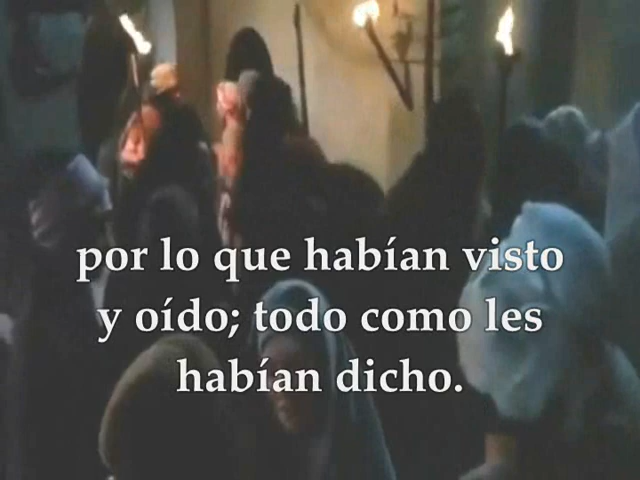 por lo que habían visto
y oído; todo como les
habían dicho.